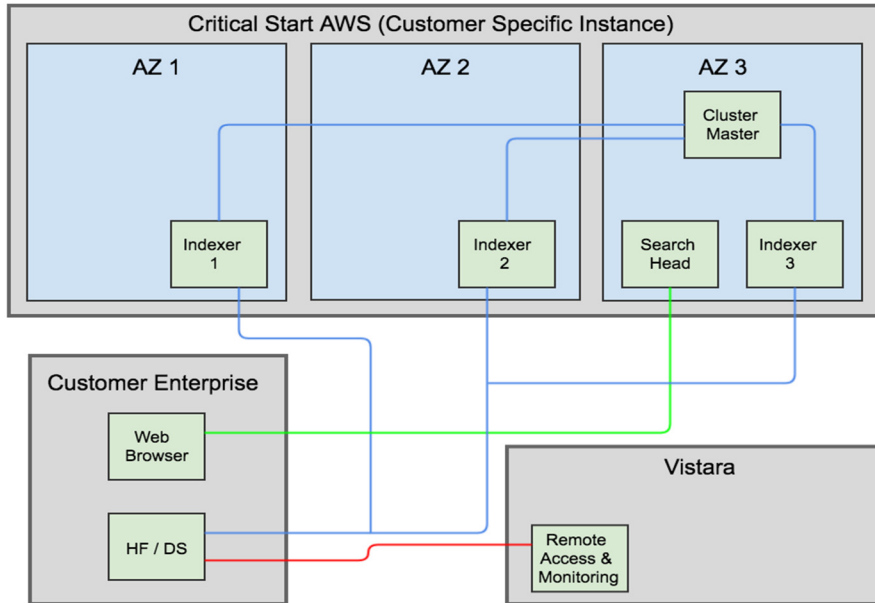 Critical Start AWS (Customer Specific Instance)
AZ 1
AZ 2
AZ 3
Cluster
Master
Indexer
1
Indexer
2
Search
Head
Indexer
3
Customer Enterprise
Web
Browser
HF / DS
Vistara
Remote
Access &
Monitoring